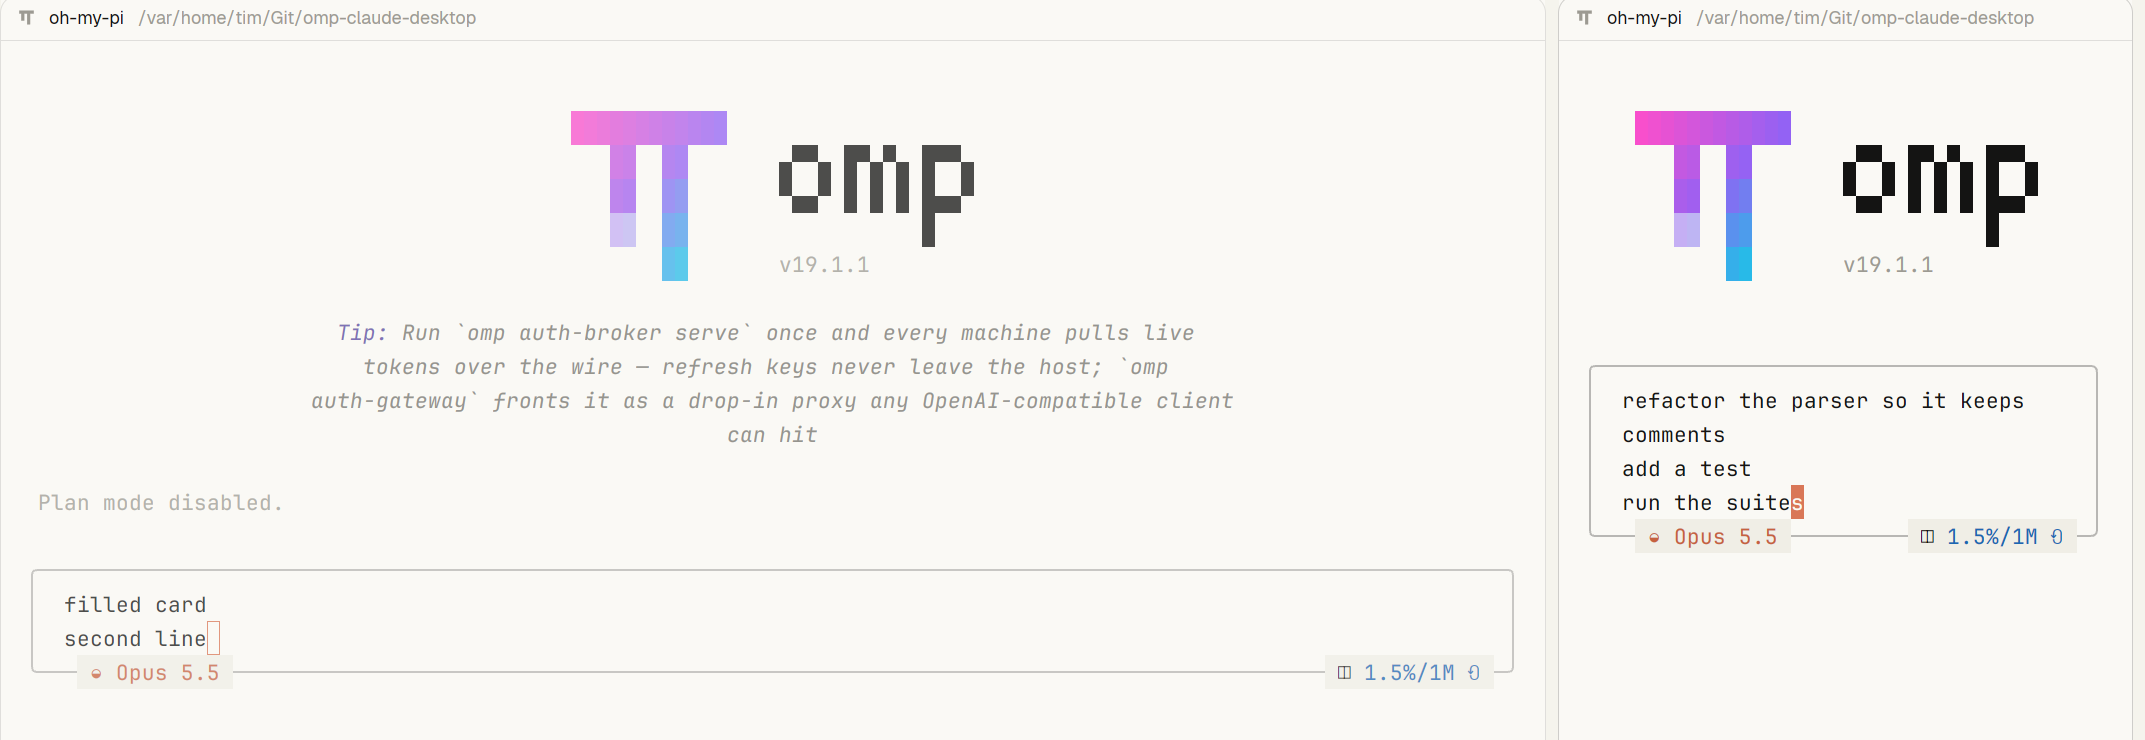 oh-my-pi /var/home/tim/Git/omp-claude-desktop
omp
v19.1.1
Tip: Run `omp auth-broker serve` once and every machine pulls live
tokens over the wire — refresh keys never leave the host; `omp
auth-gateway` fronts it as a drop-in proxy any OpenAI-compatible client
can hit
Plan mode disabled.
filled card
second line
Opus 5.5 1.5%/1M
oh-my-pi /var/home/tim/Git/omp-claude-desktop
omp
v19.1.1
refactor the parser so it keeps
comments
add a test
run the suites
Opus 5.5 1.5%/1M